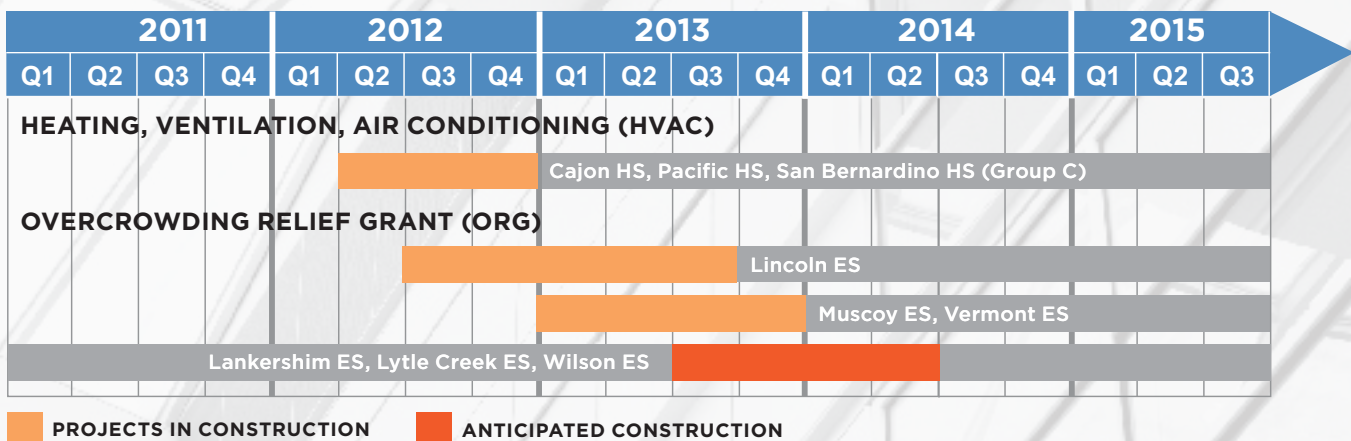 2011 2012 2013 2014 2015
Q1 Q2 Q3 Q4 Q1 Q2 Q3 Q4 Q1 Q2 Q3 Q4 Q1 Q2 Q3 Q4 Q1 Q2 Q3
HEATING, VENTILATION, AIR CONDITIONING (HVAC)
Cajon HS, Pacific HS, San Bernardino HS (Group C)
OVERCROWDING RELIEF GRANT (ORG)
Lincoln ES
Muscoy ES, Vermont ES
Lankershim ES, Lytle Creek ES, Wilson ES
PROJECTS IN CONSTRUCTION ANTICIPATED CONSTRUCTION